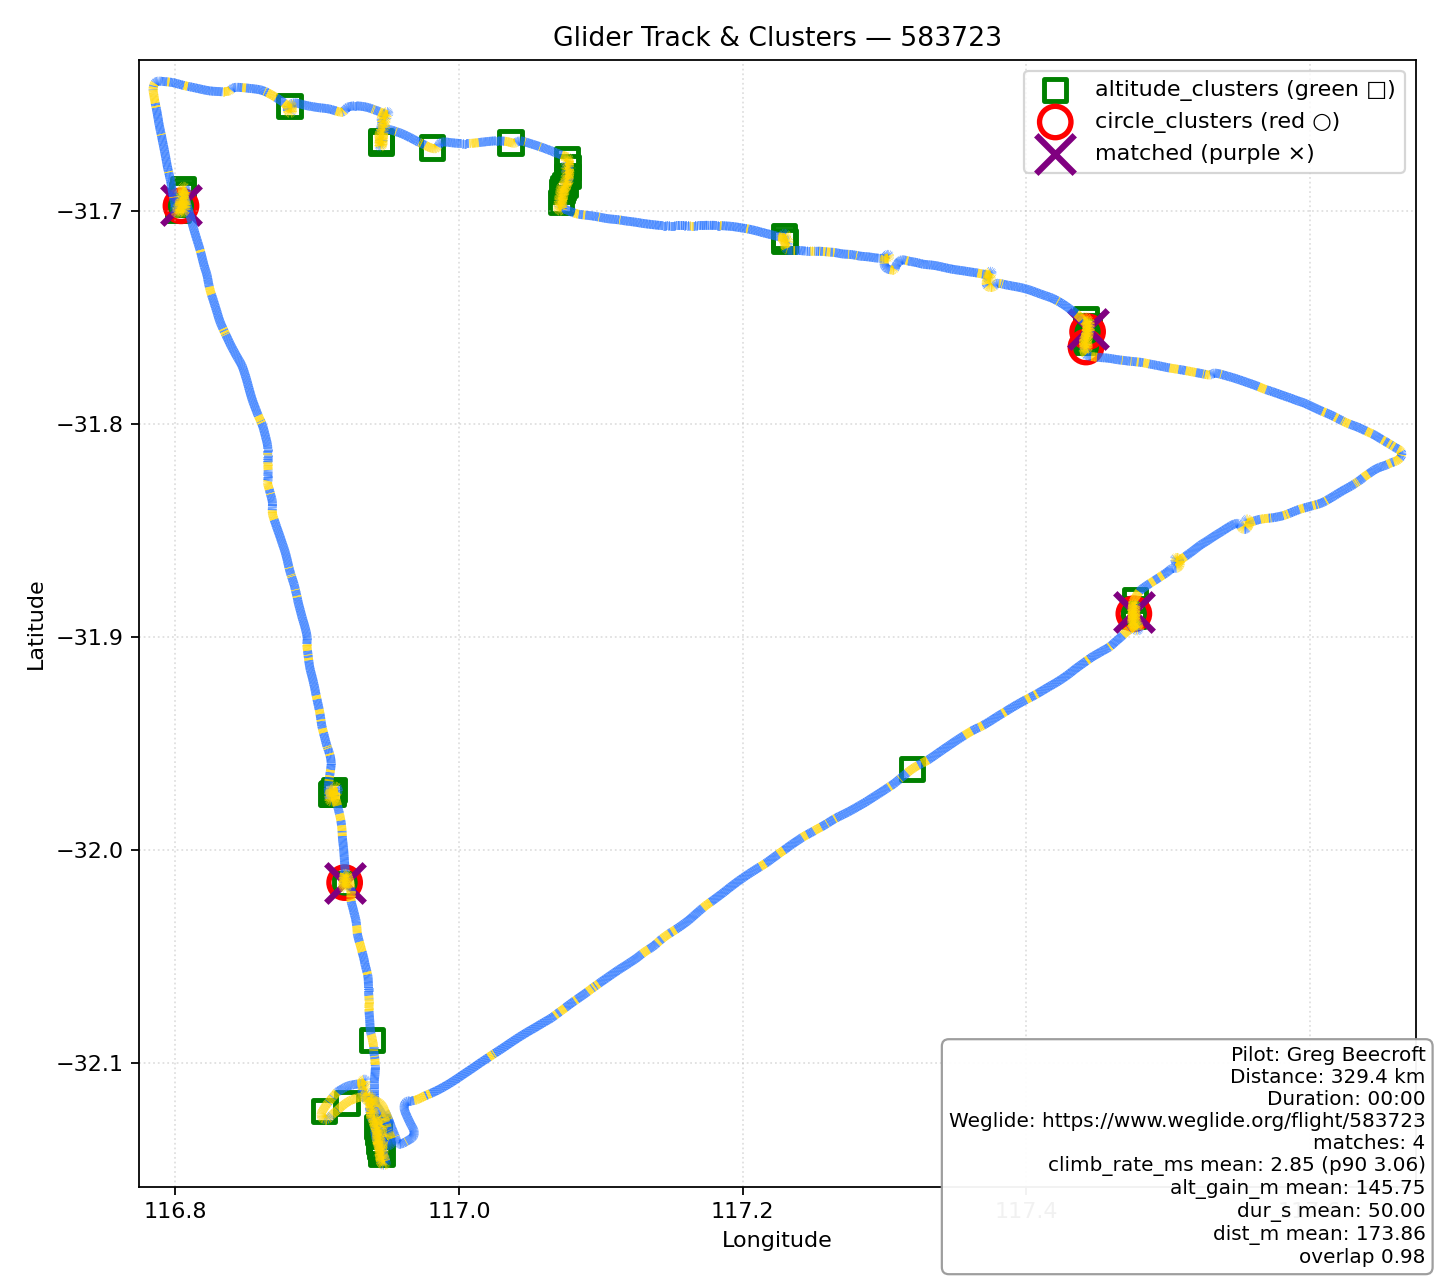 Glider Track & Clusters — 583723
altitude_clusters (green □)
circle_clusters (red ○)
matched (purple ×)
Latitude
−31.7
−31.8
−31.9
−32.0
−32.1
116.8
117.0
117.2
117.4
Longitude
Pilot: Greg Beecroft
Distance: 329.4 km
Duration: 00:00
Weglide: https://www.weglide.org/flight/583723
matches: 4
climb_rate_ms mean: 2.85 (p90 3.06)
alt_gain_m mean: 145.75
dur_s mean: 50.00
dist_m mean: 173.86
overlap 0.98